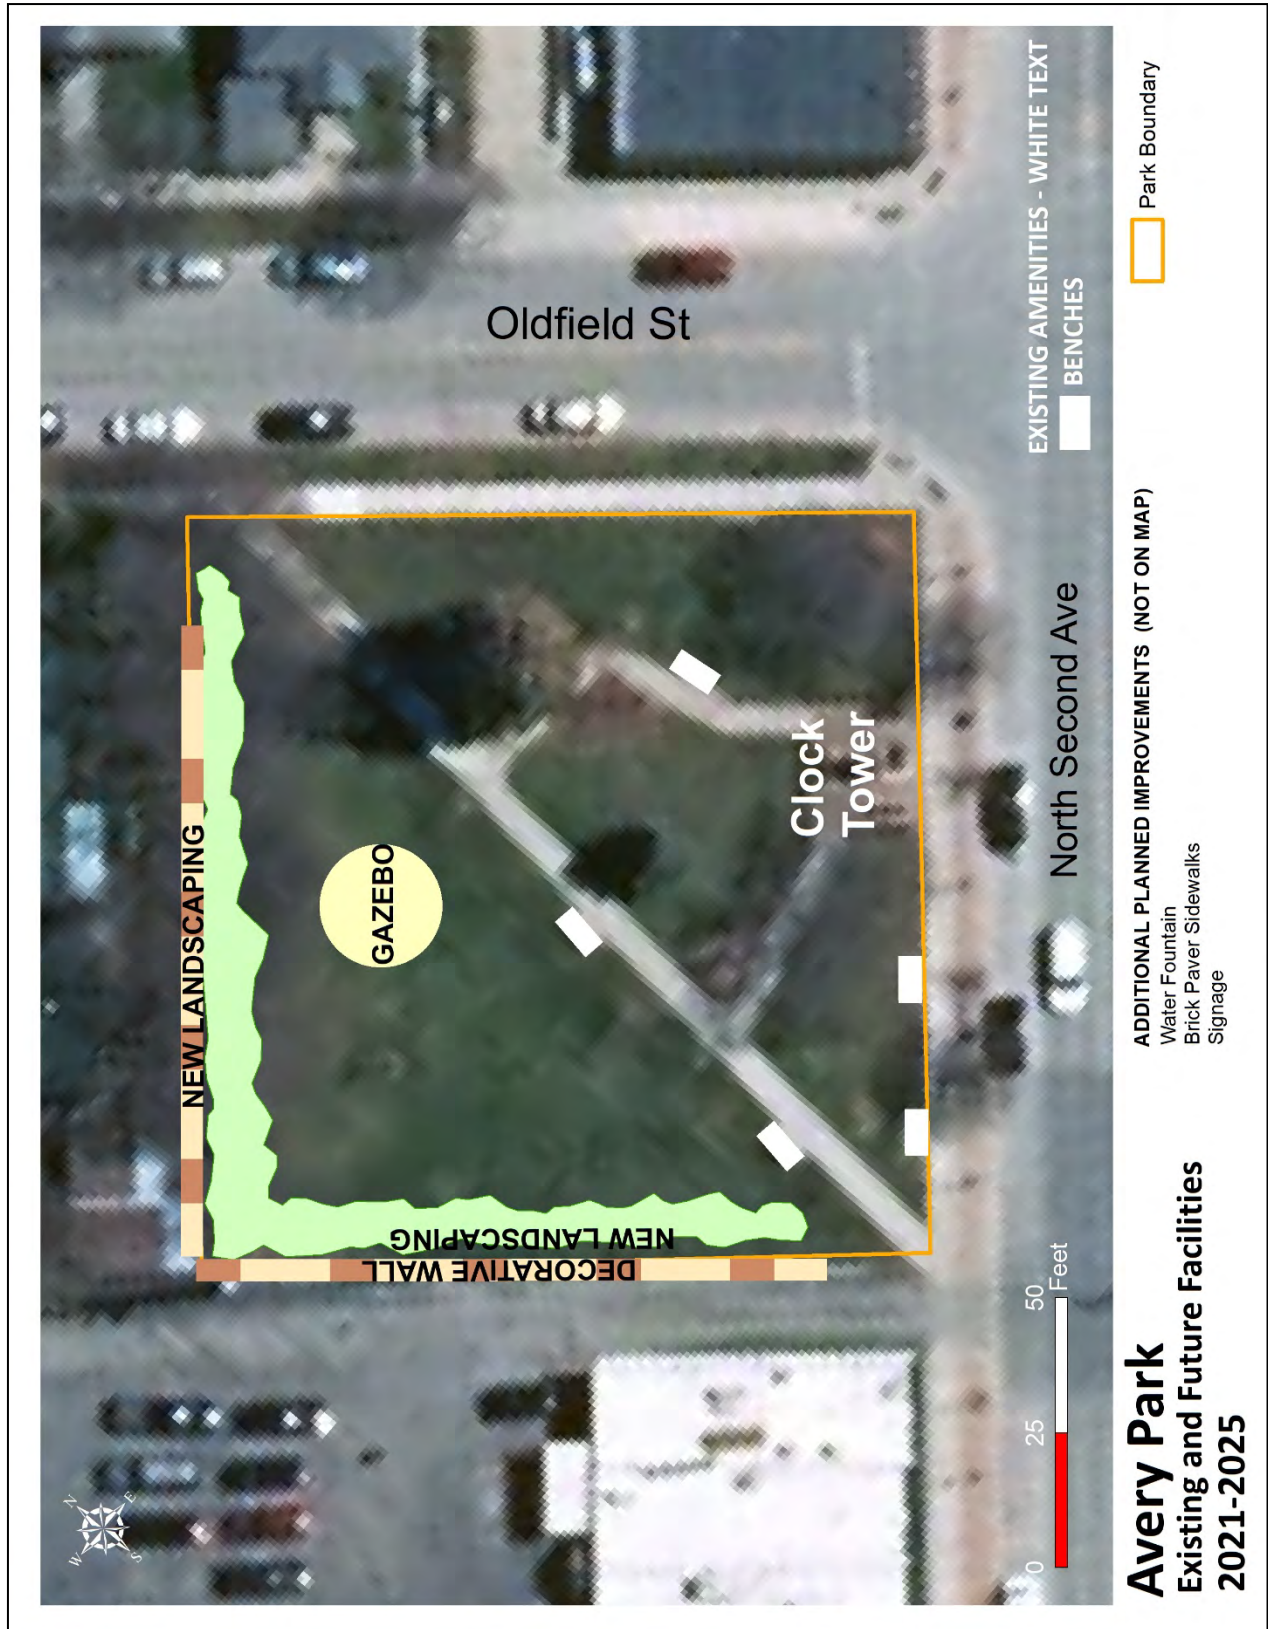 NEW LANDSCAPING
GAZEBO
NEW LANDSCAPING
DECORATIVE WALL
Clock
Tower
Oldfield St
North Second Ave
EXISTING AMENITIES - WHITE TEXT
BENCHES
N
E
S
W
0 25 50
Feet
Avery Park
Existing and Future Facilities
2021-2025
ADDITIONAL PLANNED IMPROVEMENTS (NOT ON MAP)
Water Fountain
Brick Paver Sidewalks
Signage
Park Boundary